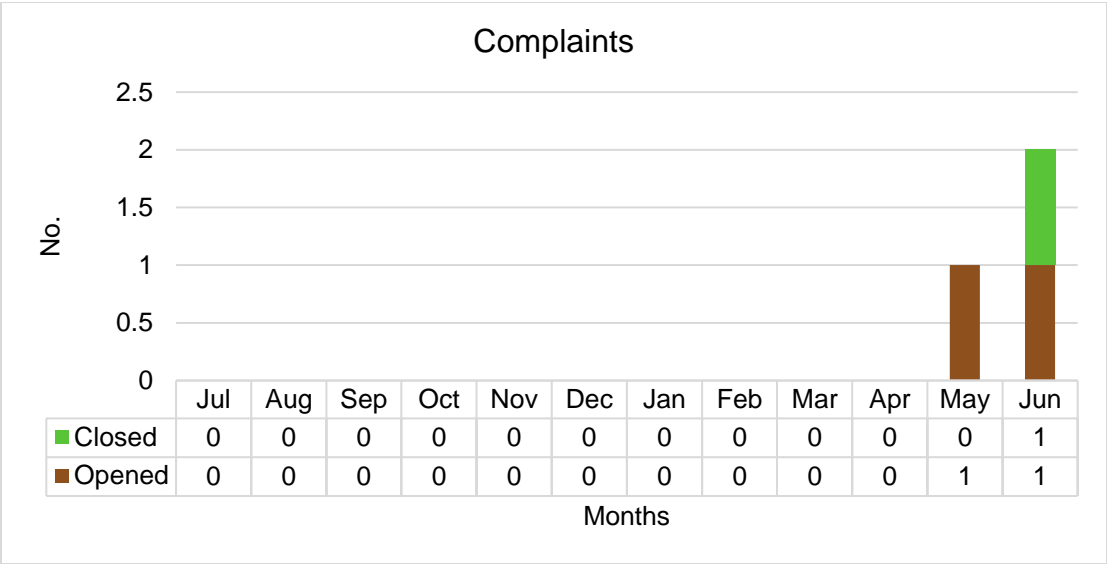 Complaints
2.5
2
1.5
1
0.5
0
No.
Jul Aug Sep Oct Nov Dec Jan Feb Mar Apr May Jun
Closed 0 0 0 0 0 0 0 0 0 0 0 1
Opened 0 0 0 0 0 0 0 0 0 0 1 1
Months